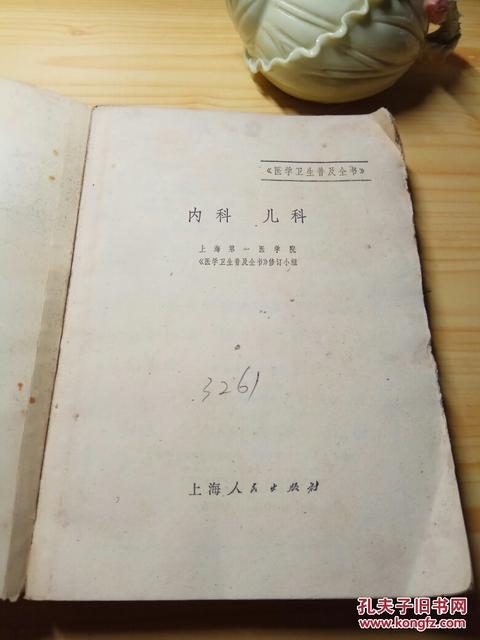 《医学卫生普及全书》
内科 儿科
上海第一医学院
《医学卫生普及全书》修订小组
3261
上海人民出版社
孔夫子旧书网
www.kongfz.com